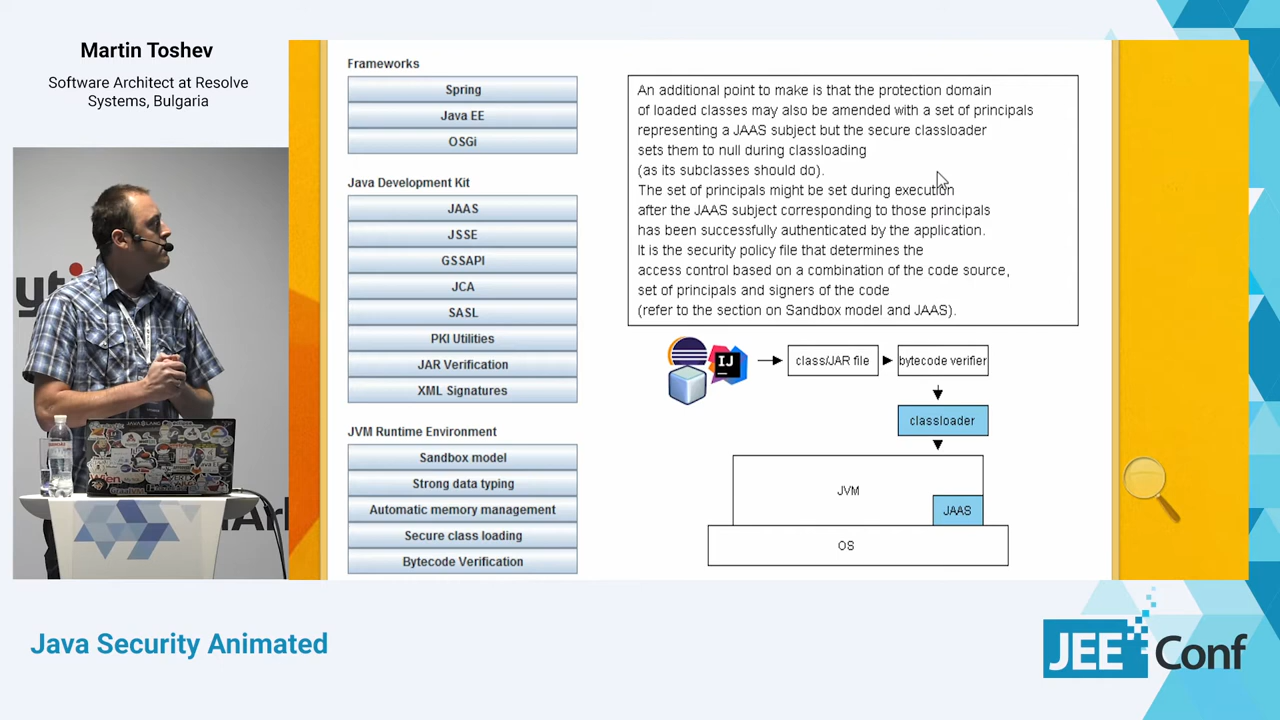 Martin Toshev
Software Architect at Resolve
Systems, Bulgaria
Frameworks
Spring
Java EE
OSGi
Java Development Kit
JAAS
JSSE
GSSAPI
JCA
SASL
PKI Utilities
JAR Verification
XML Signatures
JVM Runtime Environment
Sandbox model
Strong data typing
Automatic memory management
Secure class loading
Bytecode Verification
An additional point to make is that the protection domain
of loaded classes may also be amended with a set of principals
representing a JAAS subject but the secure classloader
sets them to null during classloading
(as its subclasses should do).
The set of principals might be set during execution
after the JAAS subject corresponding to those principals
has been successfully authenticated by the application.
It is the security policy file that determines the
access control based on a combination of the code source,
set of principals and signers of the code
(refer to the section on Sandbox model and JAAS).
IJ
class/JAR file
bytecode verifier
classloader
JVM
JAAS
OS
Java Security Animated
JEE Conf